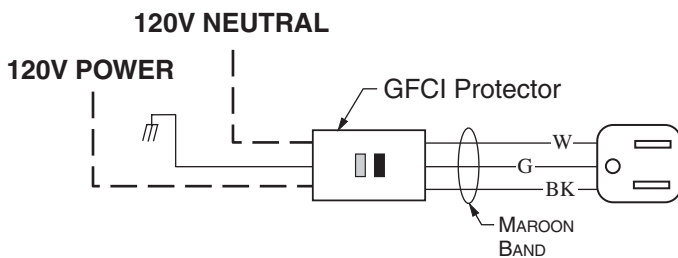 120V NEUTRAL
120V POWER
GFCI Protector
W
G
BK
MAROON
BAND